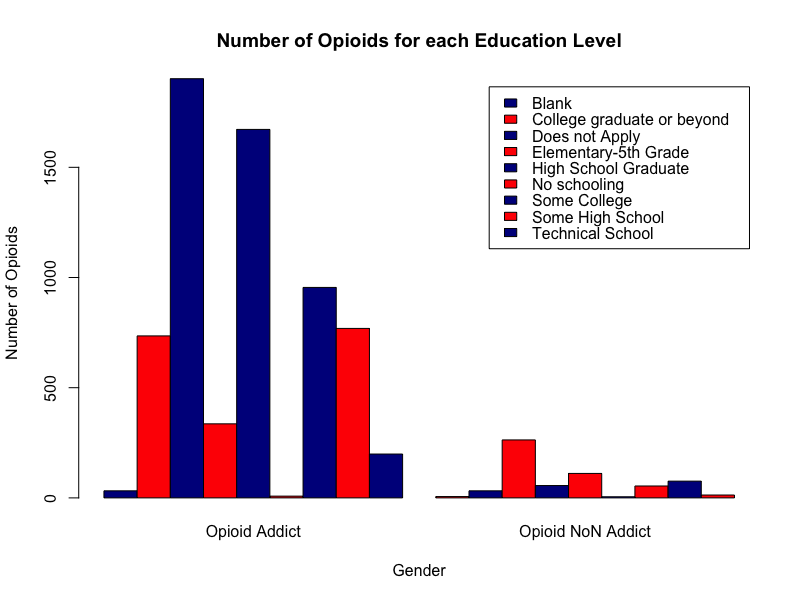 Number of Opioids for each Education Level
Blank
College graduate or beyond
Does not Apply
Elementary-5th Grade
High School Graduate
No schooling
Some College
Some High School
Technical School
Number of Opioids
1500
1000
500
0
Opioid Addict
Opioid NoN Addict
Gender